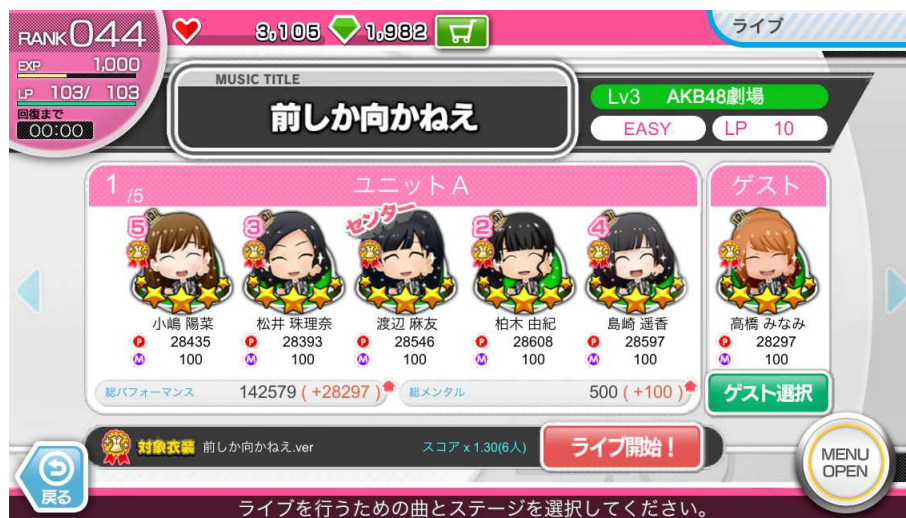 RANK 044
3,105
1,982
ライブ
EXP 1,000
LP 103/ 103
回復まで
00:00
MUSIC TITLE
前しか向かねえ
Lv3 AKB48劇場
EASY
LP 10
1/5
ユニットA
ゲスト
5
3
センター
2
4
小嶋 陽菜
松井 珠理奈
渡辺 麻友
柏木 由紀
島崎 遥香
高橋 みなみ
P 28435
P 28393
P 28546
P 28608
P 28597
P 28297
M 100
M 100
M 100
M 100
M 100
M 100
総パフォーマンス 142579 ( +28297 )
総メンタル 500 ( +100 )
ゲスト選択
対象衣装 前しか向かねえ.ver
スコア x 1.30(6人)
ライブ開始!
MENU
OPEN
戻る
ライブを行うための曲とステージを選択してください。